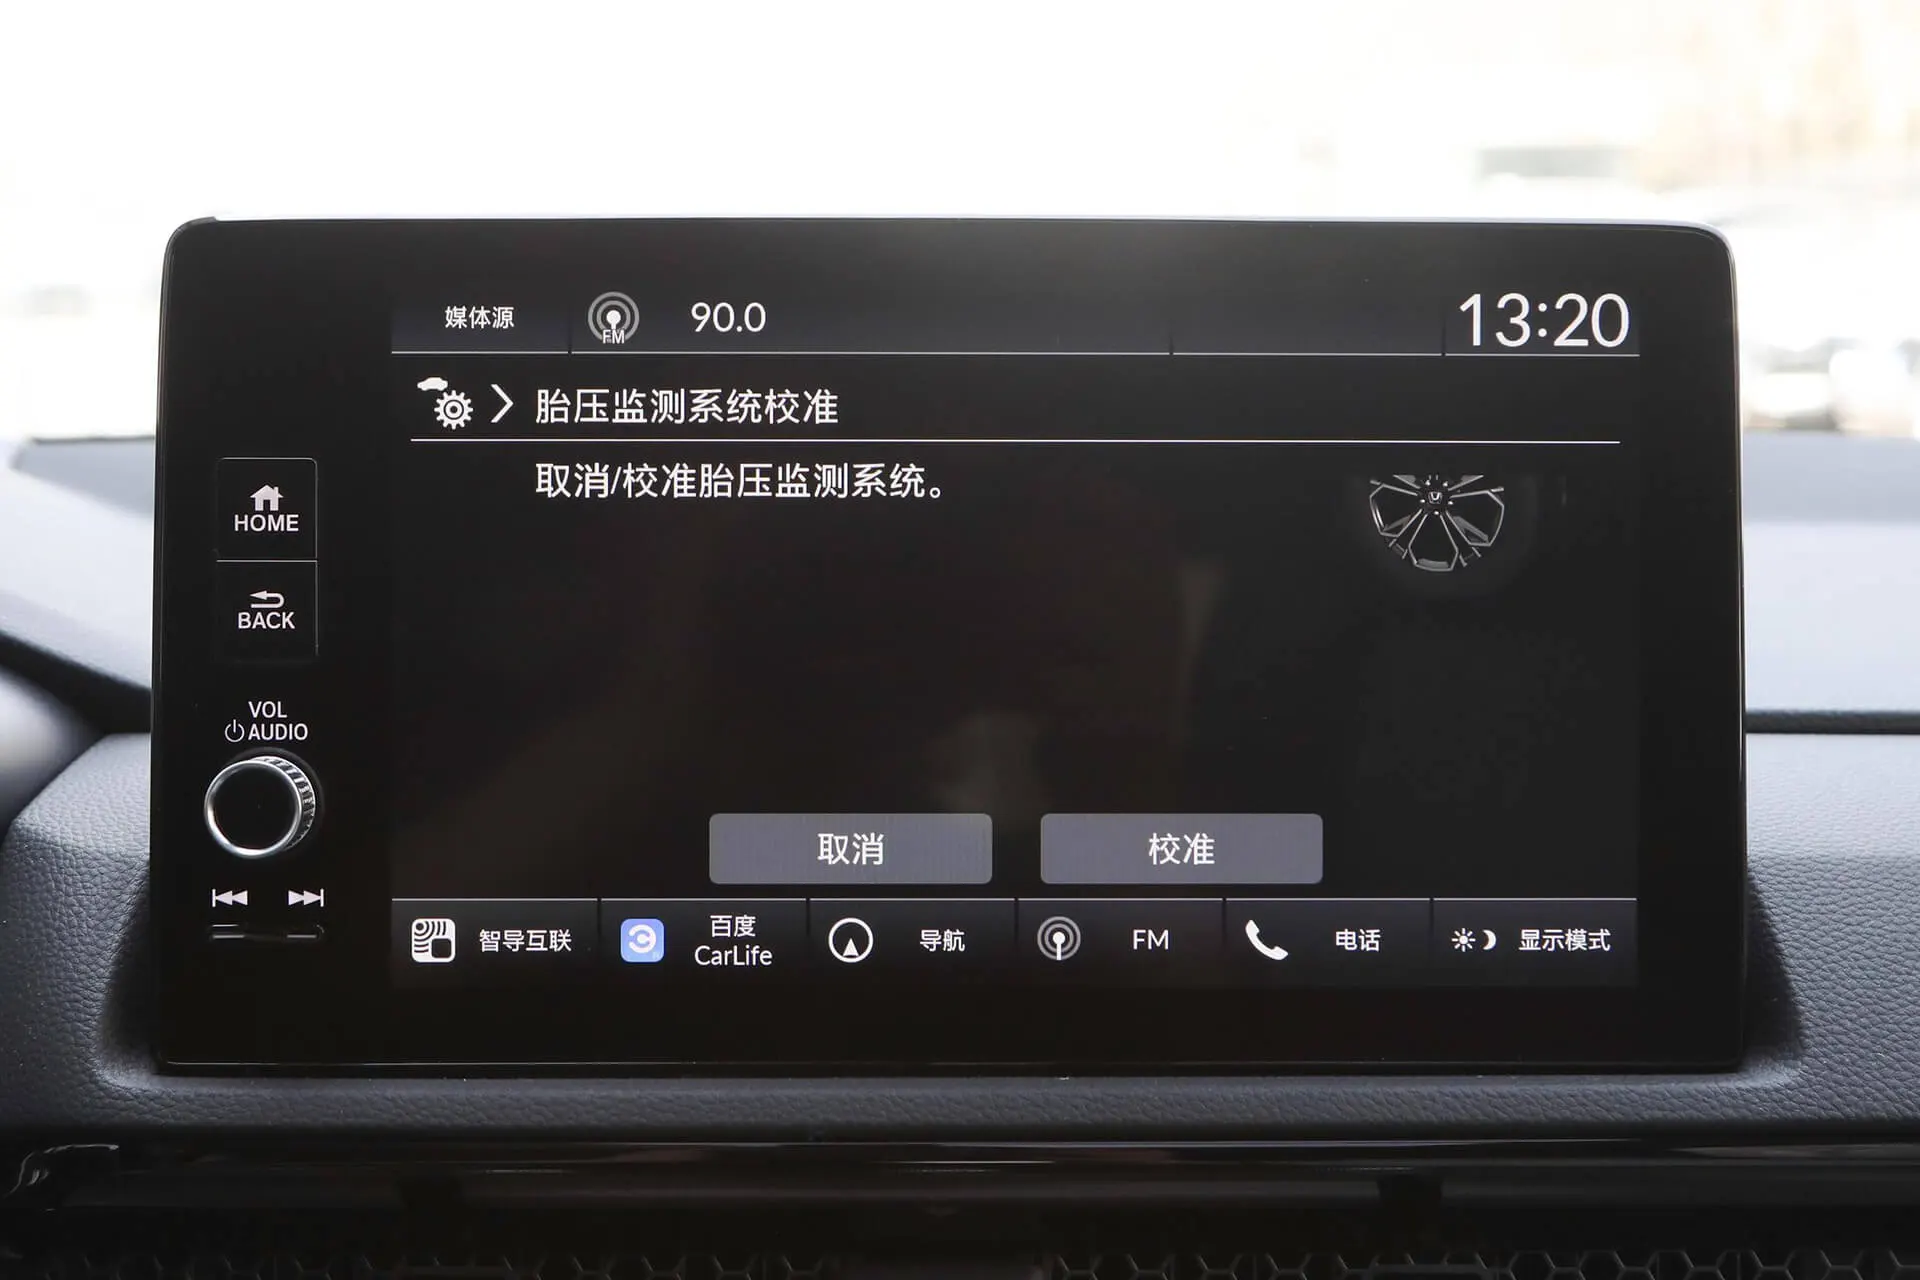 媒体源
FM
90.0
13:20
胎压监测系统校准
取消/校准胎压监测系统。
HOME
BACK
VOL
AUDIO
取消
校准
智导互联
百度
CarLife
导航
FM
电话
显示模式